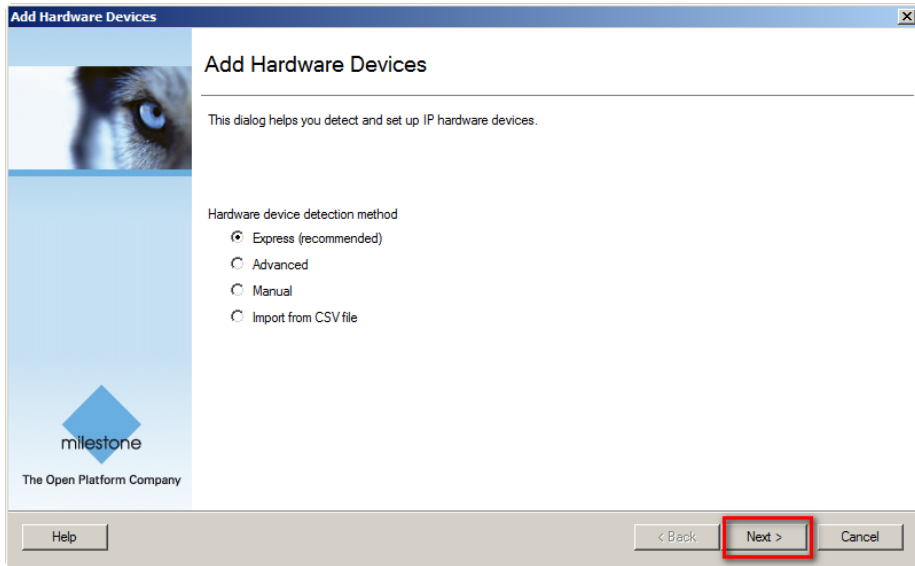 Add Hardware Devices
Add Hardware Devices
This dialog helps you detect and set up IP hardware devices.
Hardware device detection method
Express (recommended)
Advanced
Manual
Import from CSV file
milestone
The Open Platform Company
Help
< Back
Next >
Cancel